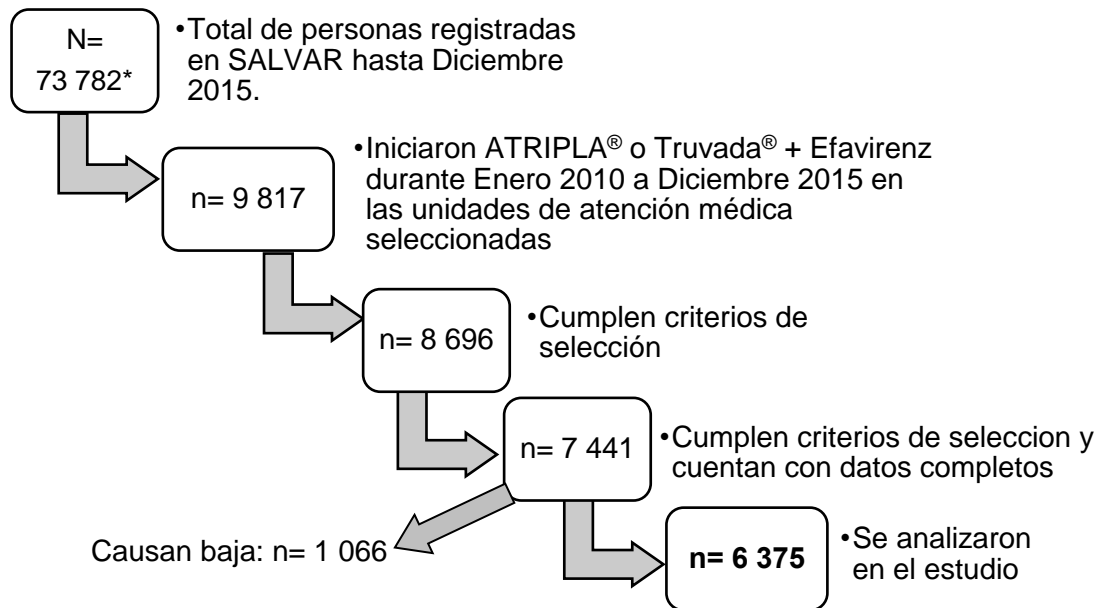 N=
73 782*
•Total de personas registradas
en SALVAR hasta Diciembre
2015.
n= 9 817
•Iniciaron ATRIPLA® o Truvada® + Efavirenz
durante Enero 2010 a Diciembre 2015 en
las unidades de atención médica
seleccionadas
n= 8 696
•Cumplen criterios de
selección
n= 7 441
•Cumplen criterios de seleccion y
cuentan con datos completos
Causan baja: n= 1 066
n= 6 375
•Se analizaron
en el estudio